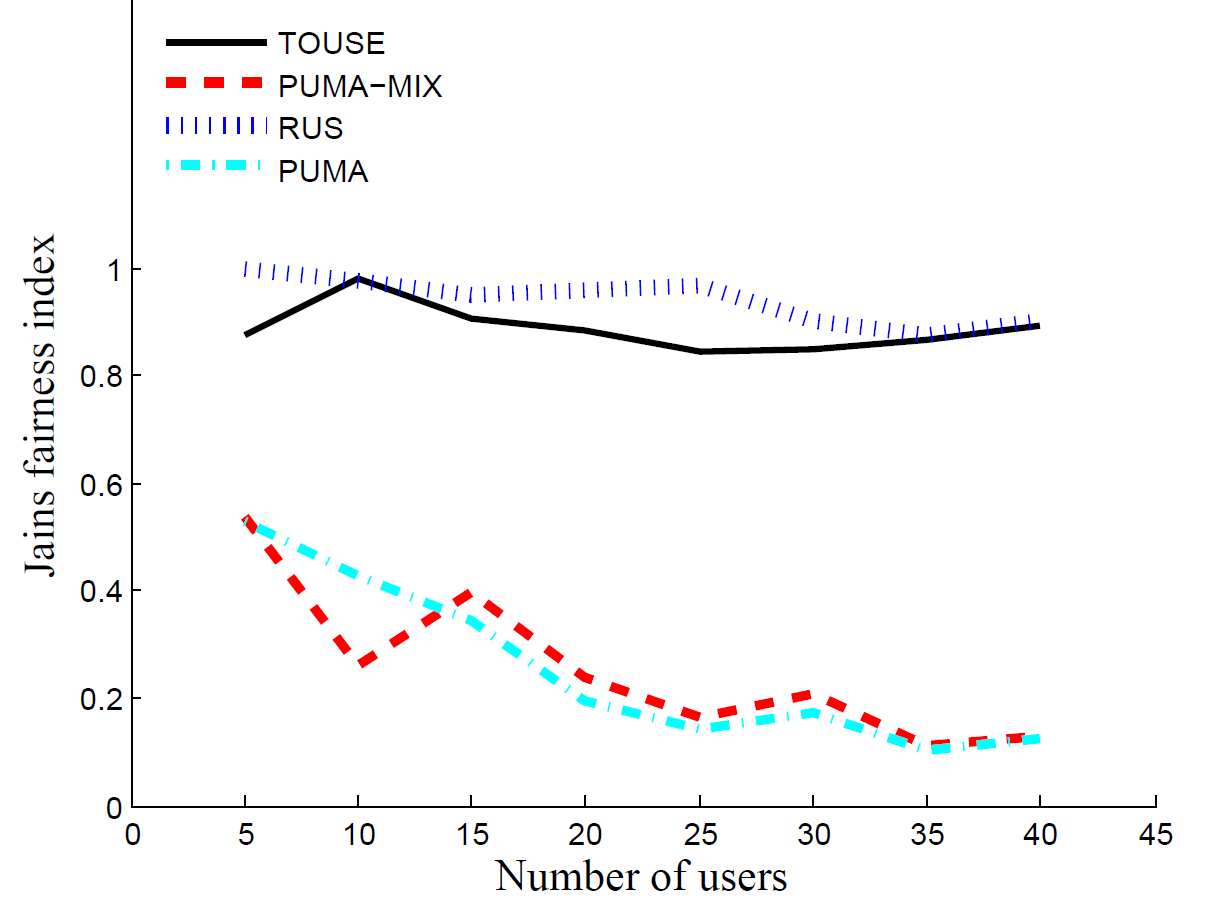 TOUSE
PUMA−MIX
RUS
PUMA
Jains fairness index
1
0.8
0.6
0.4
0.2
0
0 5 10 15 20 25 30 35 40 45
Number of users